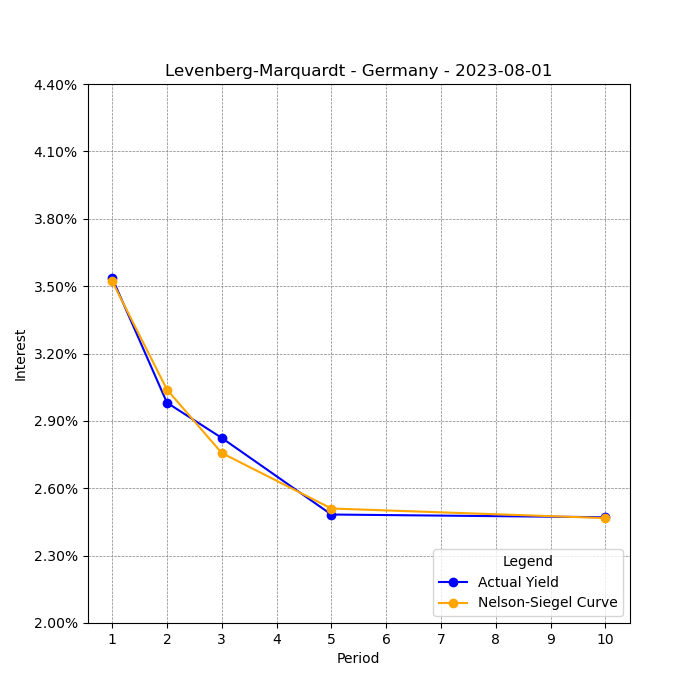 Levenberg-Marquardt - Germany - 2023-08-01
4.40%
4.10%
3.80%
3.50%
3.20%
2.90%
2.60%
2.30%
2.00%
Interest
1 2 3 4 5 6 7 8 9 10
Period
Legend
Actual Yield
Nelson-Siegel Curve